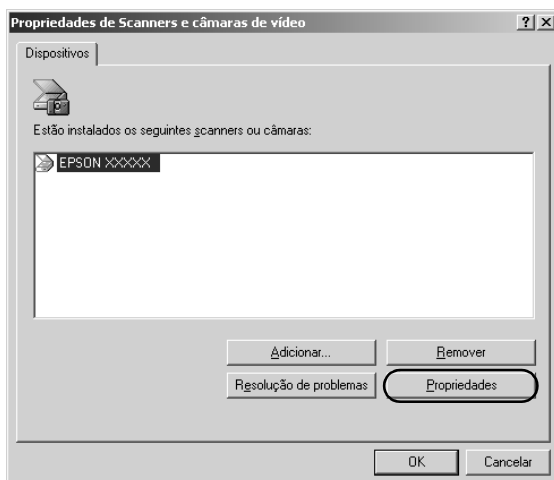 Propriedades de Scanners e câmaras de vídeo
Dispositivos
Estão instalados os seguintes scanners ou câmaras:
EPSON XXXXX
Adicionar... Remover
Resolução de problemas Propriedades
OK Cancelar